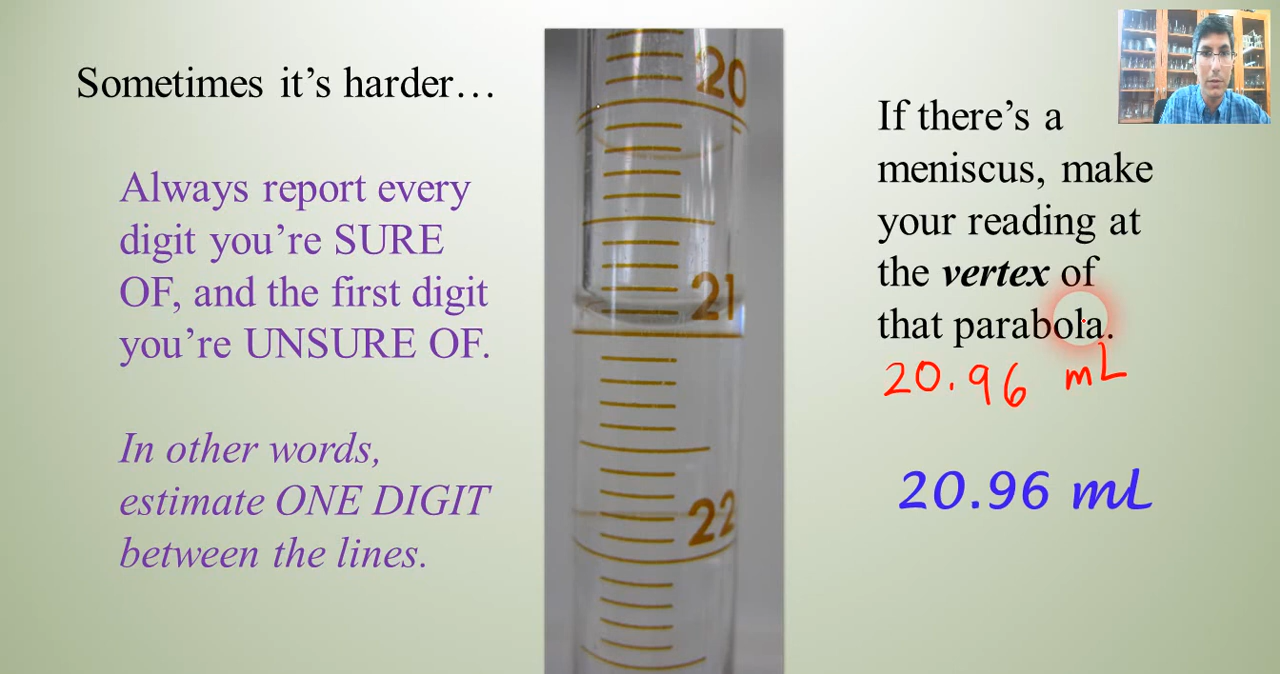 Sometimes it's harder…
Always report every
digit you're SURE
OF, and the first digit
you're UNSURE OF.
In other words,
estimate ONE DIGIT
between the lines.
20
21
22
If there's a
meniscus, make
your reading at
the vertex of
that parabola.
20.96 mL
20.96 mL